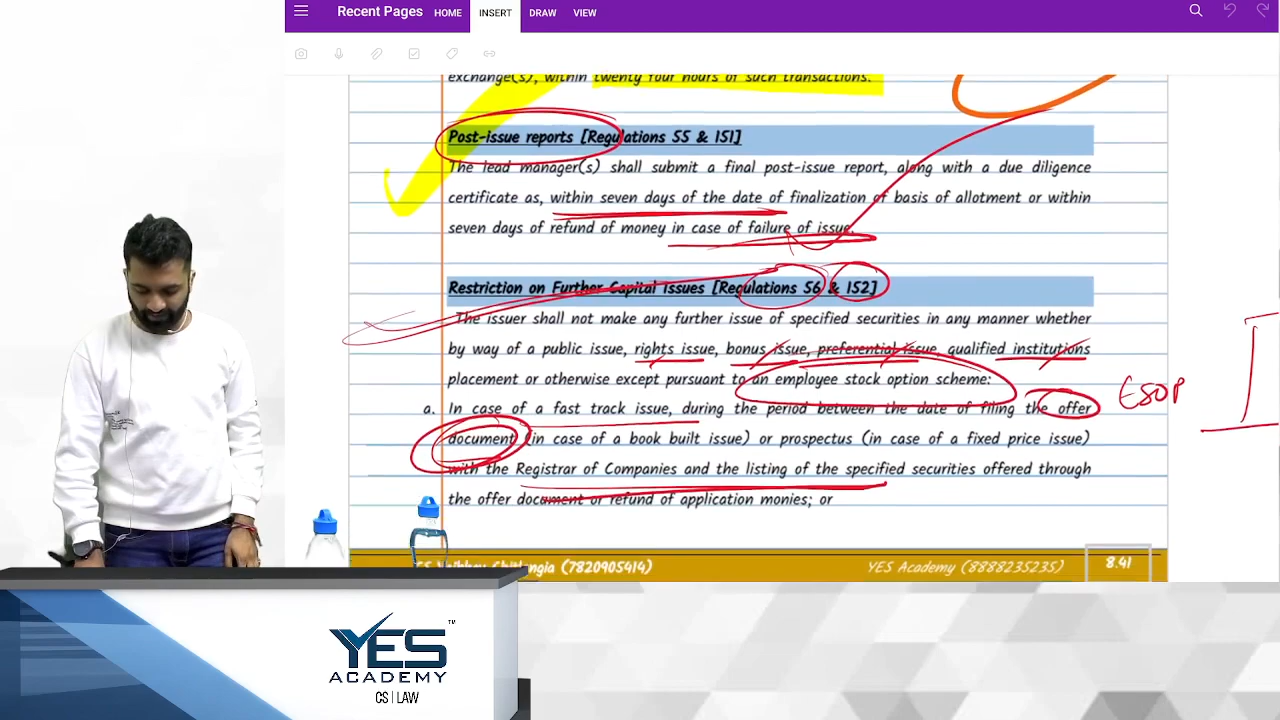 Recent Pages HOME INSERT DRAW VIEW
exchange(s), within twenty four hours of such transactions.
Post-issue reports [Regulations 55 & 151]
The lead manager(s) shall submit a final post-issue report, along with a due diligence
certificate as, within seven days of the date of finalization of basis of allotment or within
seven days of refund of money in case of failure of issue.
Restriction on Further Capital Issues [Regulations 56 & 152]
The issuer shall not make any further issue of specified securities in any manner whether
by way of a public issue, rights issue, bonus issue, preferential issue, qualified institutions
placement or otherwise except pursuant to an employee stock option scheme:
ESOP
a. In case of a fast track issue, during the period between the date of filing the offer
document (in case of a book built issue) or prospectus (in case of a fixed price issue)
with the Registrar of Companies and the listing of the specified securities offered through
the offer document or refund of application monies; or
(7820905414) YES Academy (8888235235) 8.41
YES ™
ACADEMY
CS | LAW